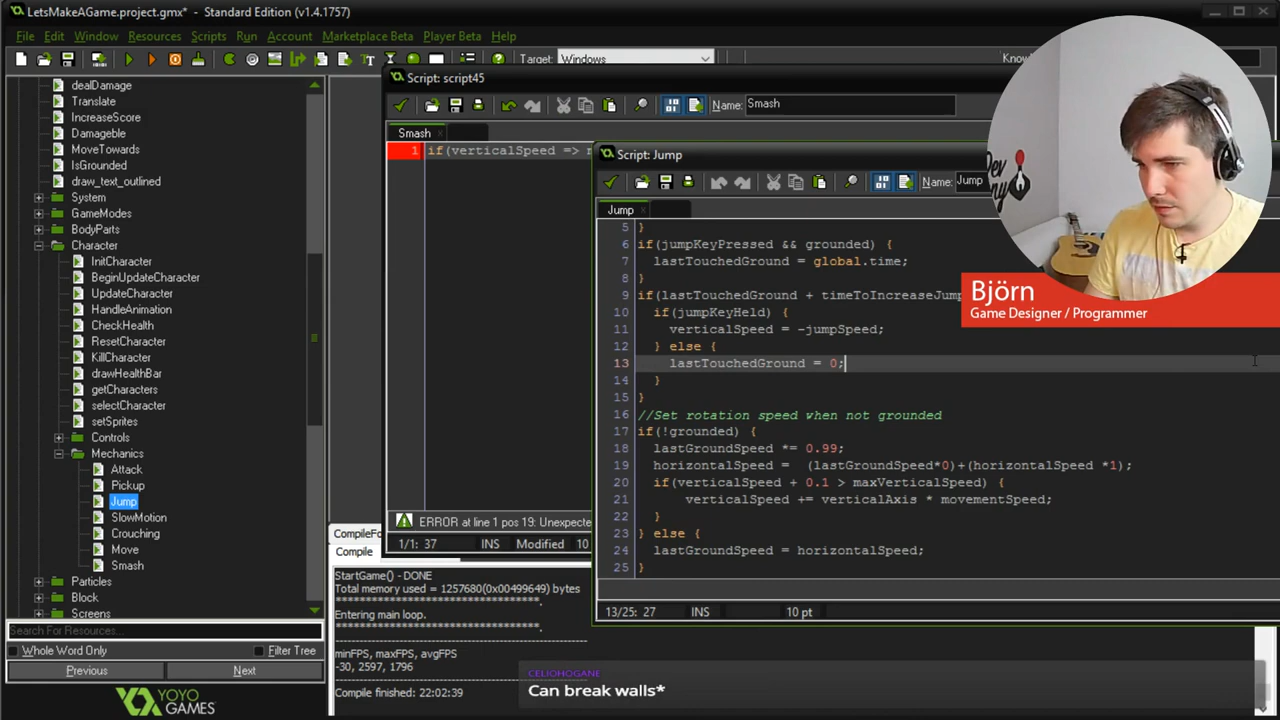 LetsMakeAGame.project.gmx* - Standard Edition (v1.4.1757)
File Edit Window Resources Scripts Run Account Marketplace Beta Player Beta Help
Target: Windows
dealDamage
Translate
IncreaseScore
Damageble
MoveTowards
IsGrounded
draw_text_outlined
System
GameModes
BodyParts
Character
InitCharacter
BeginUpdateCharacter
UpdateCharacter
HandleAnimation
CheckHealth
ResetCharacter
KillCharacter
drawHealthBar
getCharacters
selectCharacter
setSprites
Controls
Mechanics
Attack
Pickup
Jump
SlowMotion
Crouching
Move
Smash
Particles
Block
Screens
Search For Resources...
Whole Word Only Filter Tree
Previous Next
YOYO
GAMES
Script: script45
Name: Smash
Smash
1 if(verticalSpeed =>
ERROR at line 1 pos 19: Unexpecte
1/1: 37 INS Modified 10
Script: Jump
Name: Jump
Jump
5 }
6 if(jumpKeyPressed && grounded) {
7 lastTouchedGround = global.time;
8 }
9 if(lastTouchedGround + timeToIncreaseJump
10 if(jumpKeyHeld) {
11 verticalSpeed = -jumpSpeed;
12 } else {
13 lastTouchedGround = 0;
14 }
15 }
16 //Set rotation speed when not grounded
17 if(!grounded) {
18 lastGroundSpeed *= 0.99;
19 horizontalSpeed = (lastGroundSpeed*0)+(horizontalSpeed *1);
20 if(verticalSpeed + 0.1 > maxVerticalSpeed) {
21 verticalSpeed += verticalAxis * movementSpeed;
22 }
23 } else {
24 lastGroundSpeed = horizontalSpeed;
25 }
13/25: 27 INS 10 pt
Compile
StartGame() - DONE
Total memory used = 1257680(0x00499649) bytes
Entering main loop.
minFPS, maxFPS, avgFPS
-30, 2597, 1796
Compile finished: 22:02:39
Björn
Game Designer / Programmer
CELIOHOGANE
Can break walls*